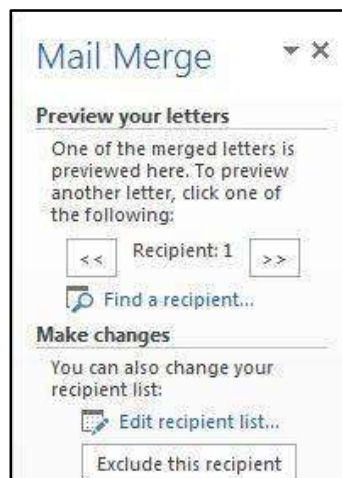 Mail Merge
Preview your letters
One of the merged letters is
previewed here. To preview
another letter, click one of
the following:
<< Recipient: 1 >>
Find a recipient...
Make changes
You can also change your
recipient list:
Edit recipient list...
Exclude this recipient